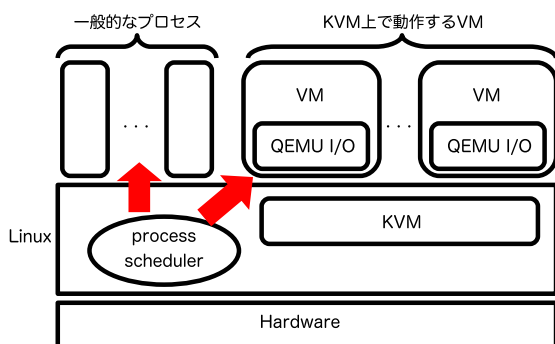 一般的なプロセス
KVM上で動作するVM
...
VM
QEMU I/O
...
VM
QEMU I/O
Linux
process
scheduler
KVM
Hardware